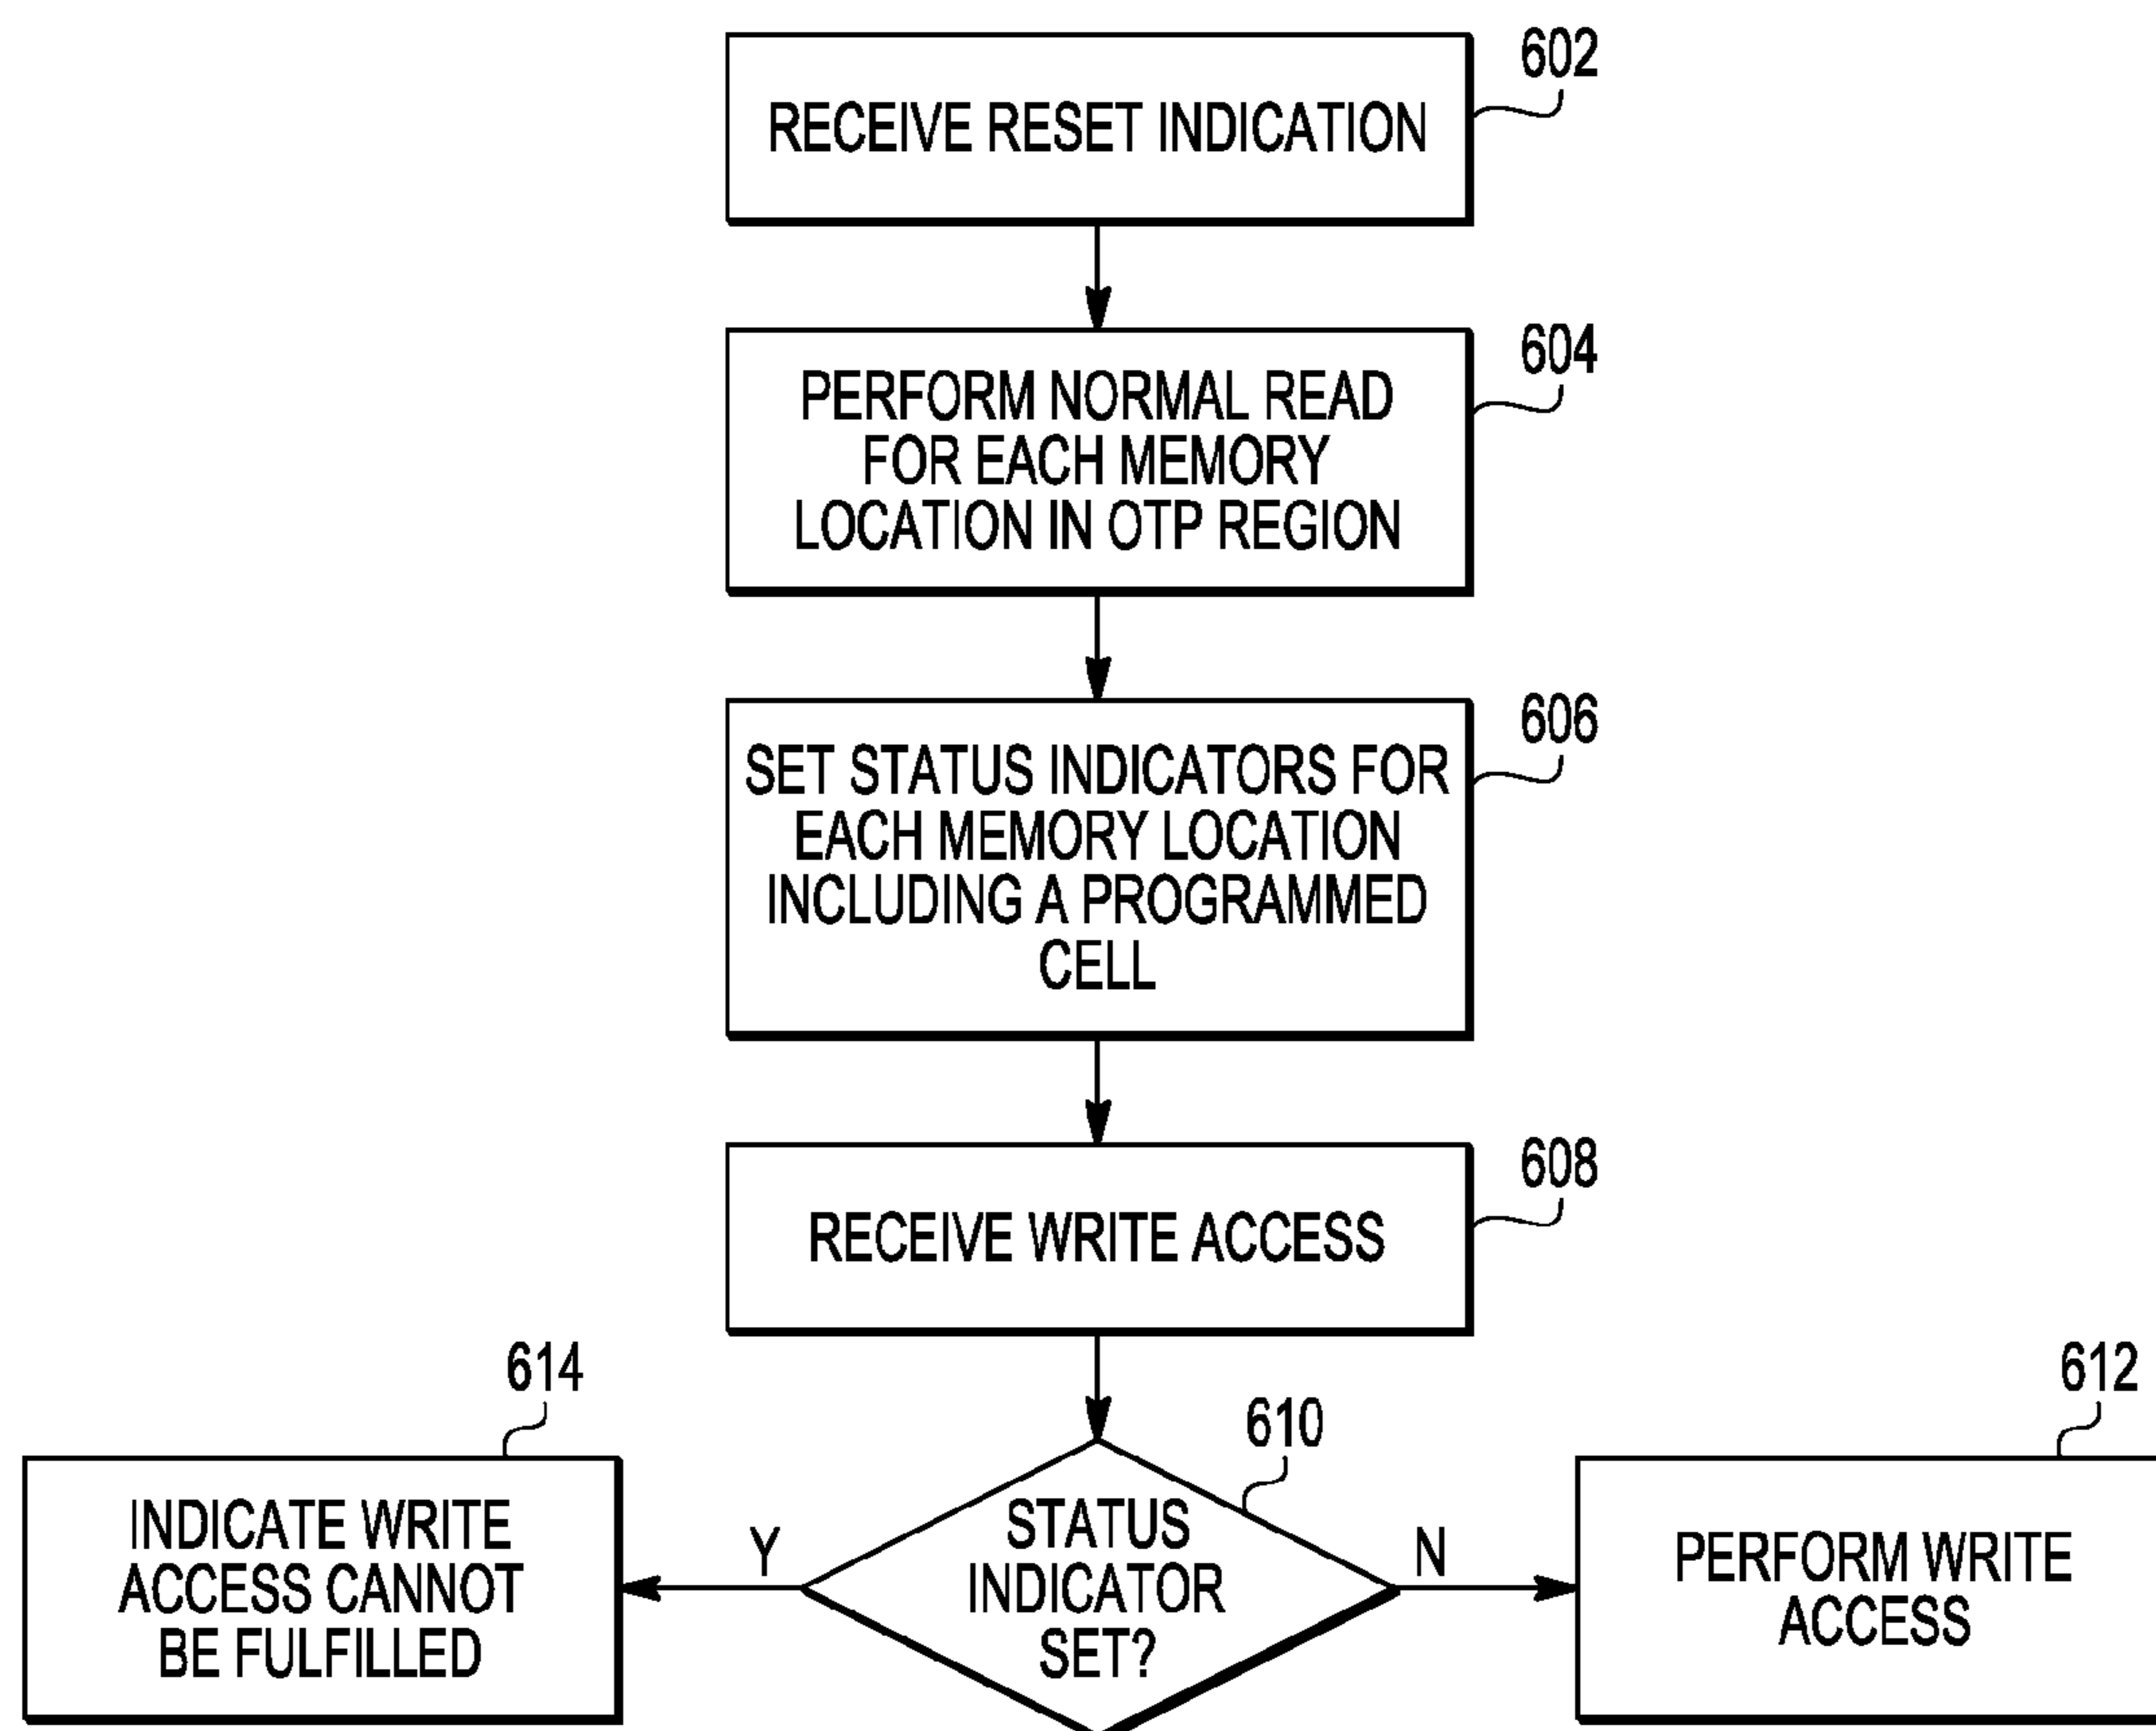 602
RECEIVE RESET INDICATION
604
PERFORM NORMAL READ
FOR EACH MEMORY
LOCATION IN OTP REGION
606
SET STATUS INDICATORS FOR
EACH MEMORY LOCATION
INCLUDING A PROGRAMMED
CELL
608
RECEIVE WRITE ACCESS
614
INDICATE WRITE
ACCESS CANNOT
BE FULFILLED
Y
610
STATUS
INDICATOR
SET?
N
612
PERFORM WRITE
ACCESS